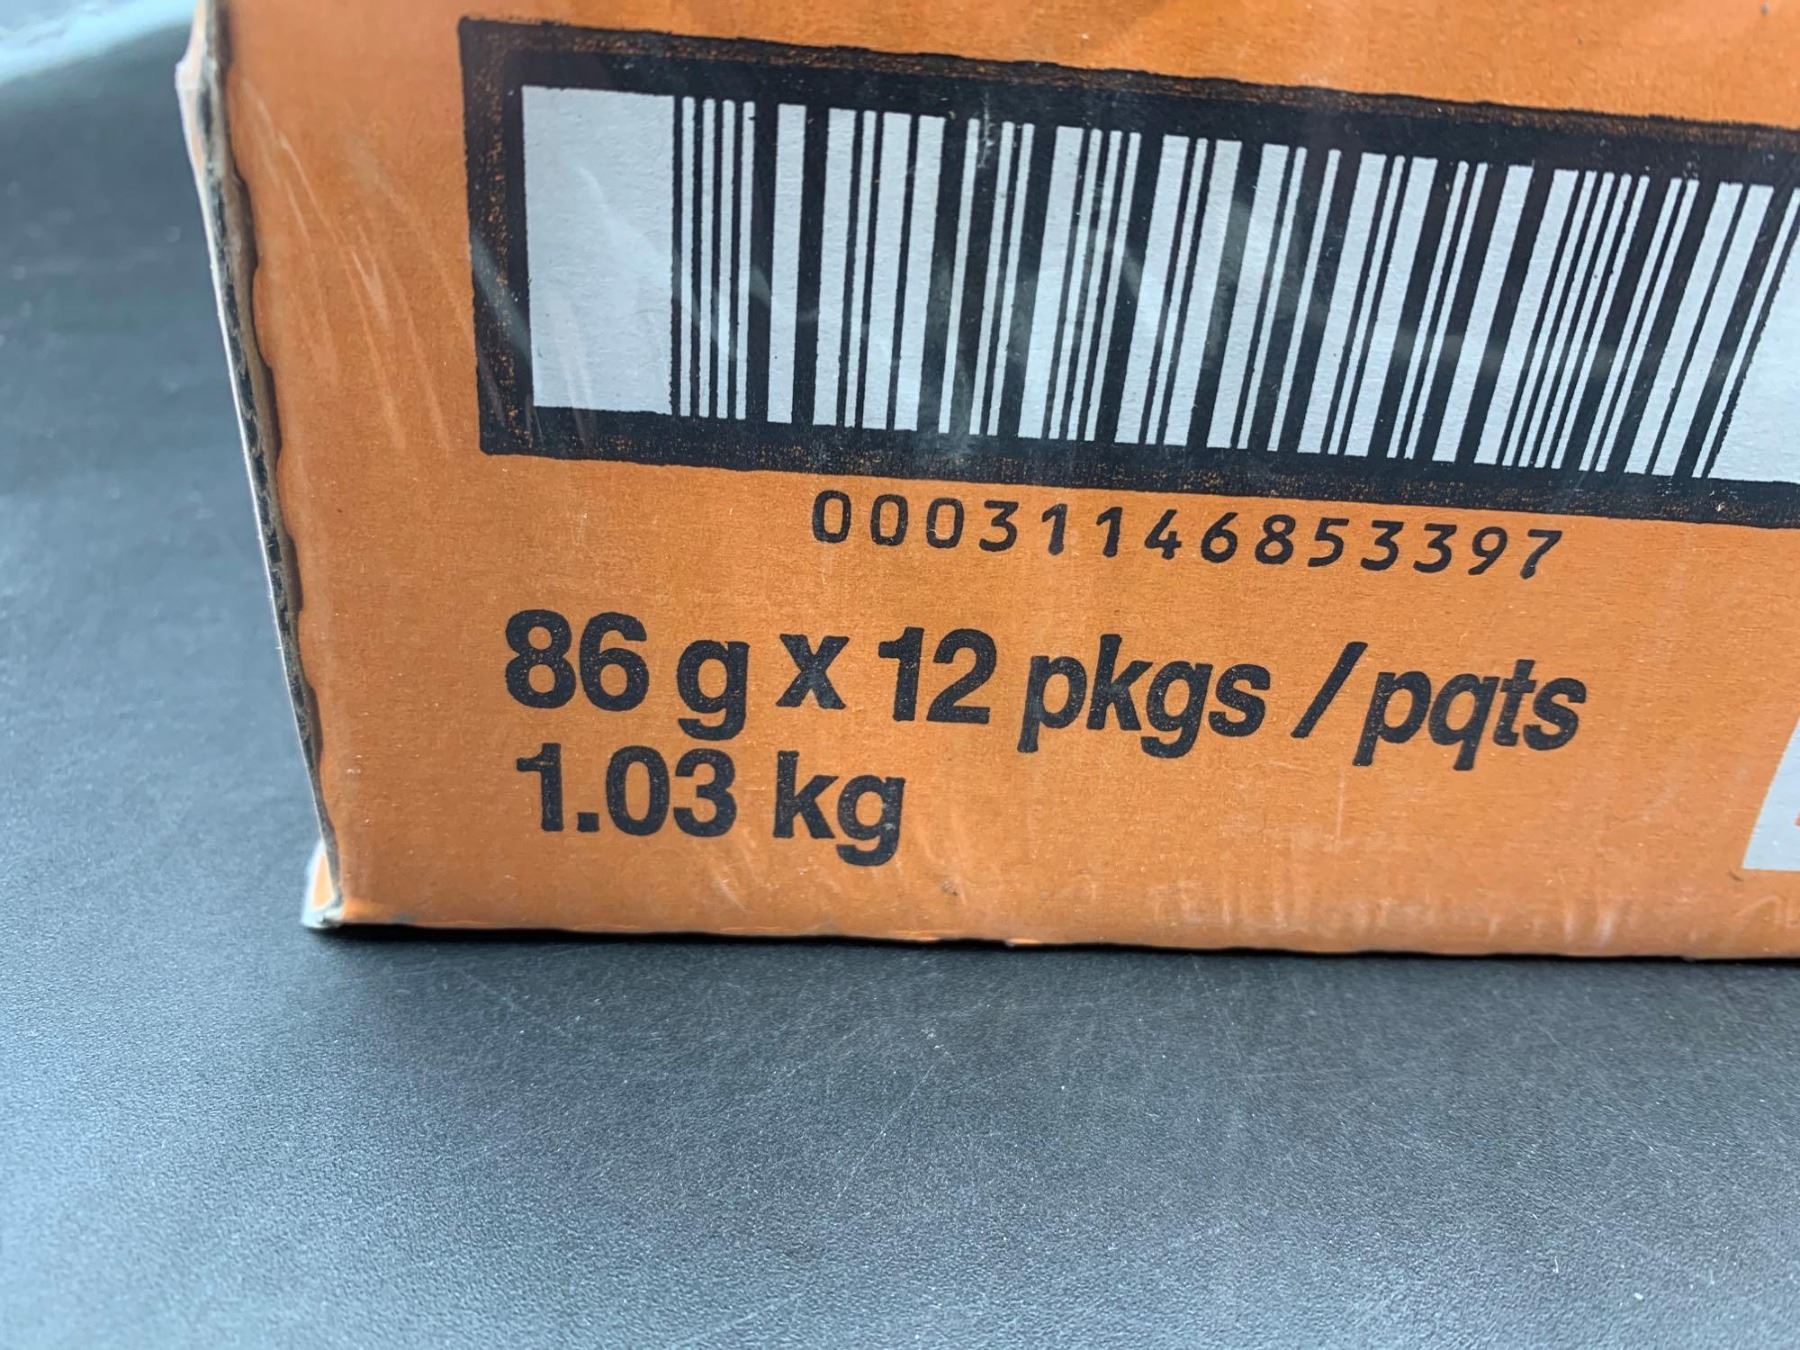 00031146853397
86 g x 12 pkgs / pqts
1.03 kg